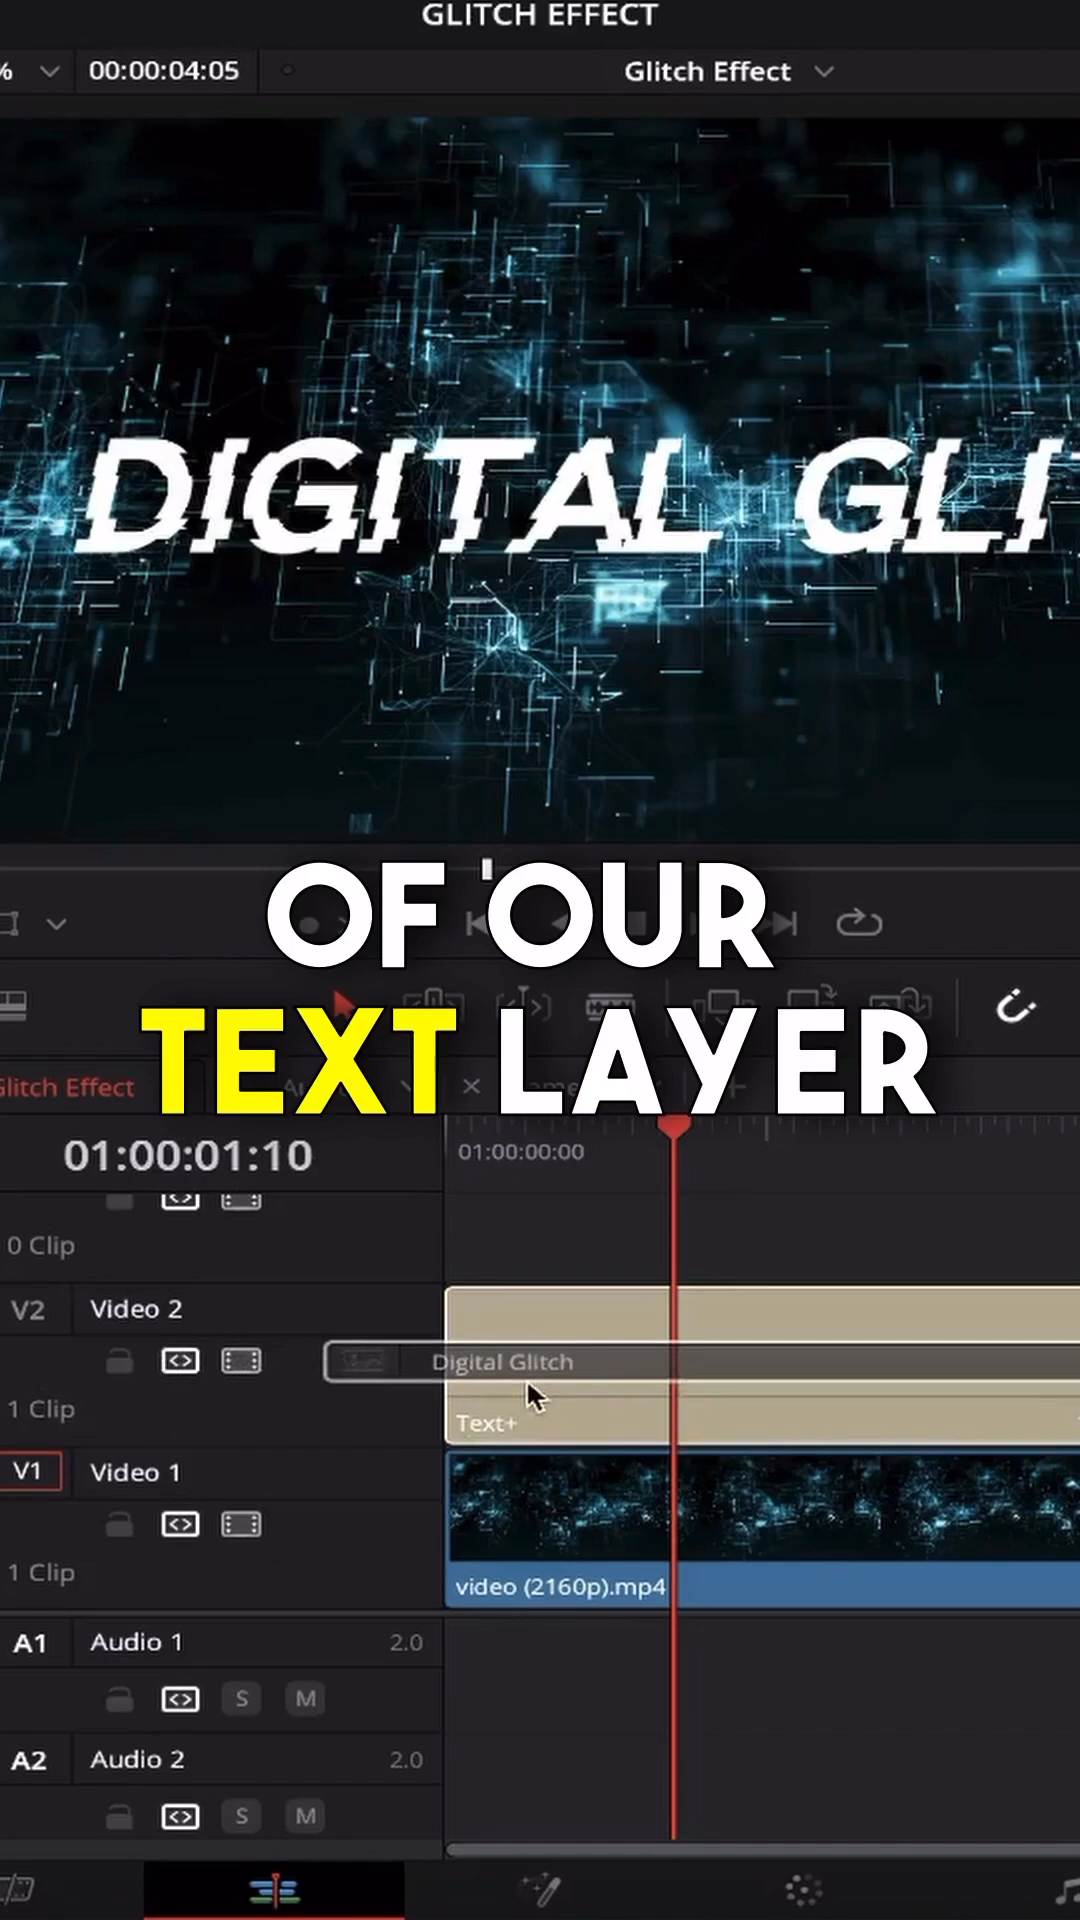 GLITCH EFFECT
%
00:00:04:05
Glitch Effect
DIGITAL GLI
OF OUR
TEXT LAYER
Glitch Effect
01:00:01:10
01:00:00:00
0 Clip
V2
Video 2
Digital Glitch
1 Clip
Text+
V1
Video 1
1 Clip
video (2160p).mp4
A1
Audio 1
2.0
S
M
A2
Audio 2
2.0
S
M